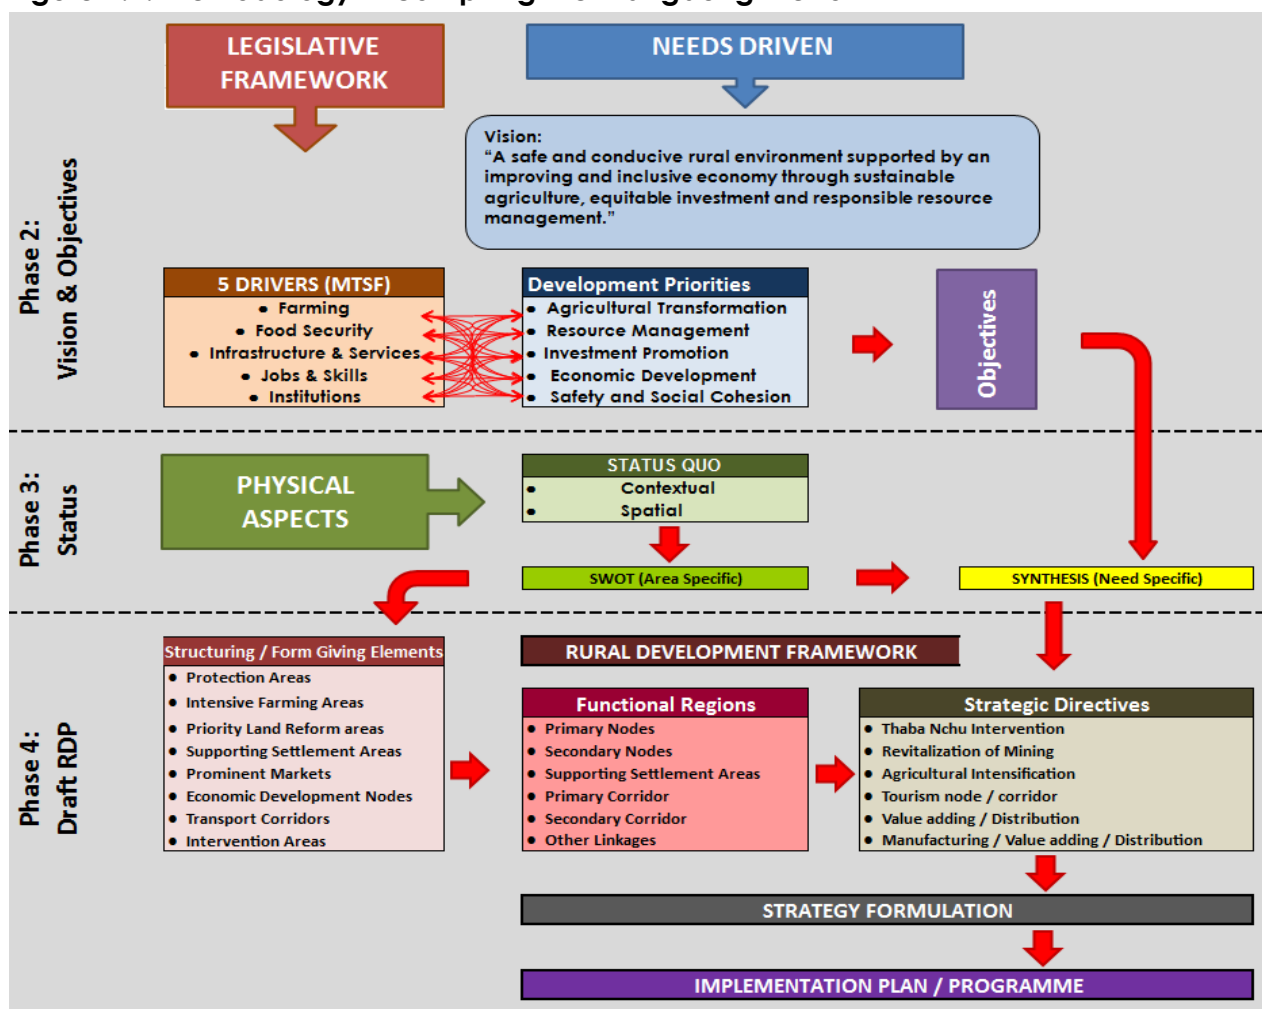 LEGISLATIVE
FRAMEWORK
NEEDS DRIVEN
Phase 2:
Vision & Objectives
Vision:
“A safe and conducive rural environment supported by an
improving and inclusive economy through sustainable
agriculture, equitable investment and responsible resource
management.”
5 DRIVERS (MTSF)
● Farming
● Food Security
● Infrastructure & Services
● Jobs & Skills
● Institutions
Development Priorities
● Agricultural Transformation
● Resource Management
● Investment Promotion
● Economic Development
● Safety and Social Cohesion
Objectives
Phase 3:
Status
PHYSICAL
ASPECTS
STATUS QUO
● Contextual
● Spatial
SWOT (Area Specific)
SYNTHESIS (Need Specific)
Phase 4:
Draft RDP
Structuring / Form Giving Elements
● Protection Areas
● Intensive Farming Areas
● Priority Land Reform areas
● Supporting Settlement Areas
● Prominent Markets
● Economic Development Nodes
● Transport Corridors
● Intervention Areas
RURAL DEVELOPMENT FRAMEWORK
Functional Regions
● Primary Nodes
● Secondary Nodes
● Supporting Settlement Areas
● Primary Corridor
● Secondary Corridor
● Other Linkages
Strategic Directives
● Thaba Nchu Intervention
● Revitalization of Mining
● Agricultural Intensification
● Tourism node / corridor
● Value adding / Distribution
● Manufacturing / Value adding / Distribution
STRATEGY FORMULATION
IMPLEMENTATION PLAN / PROGRAMME